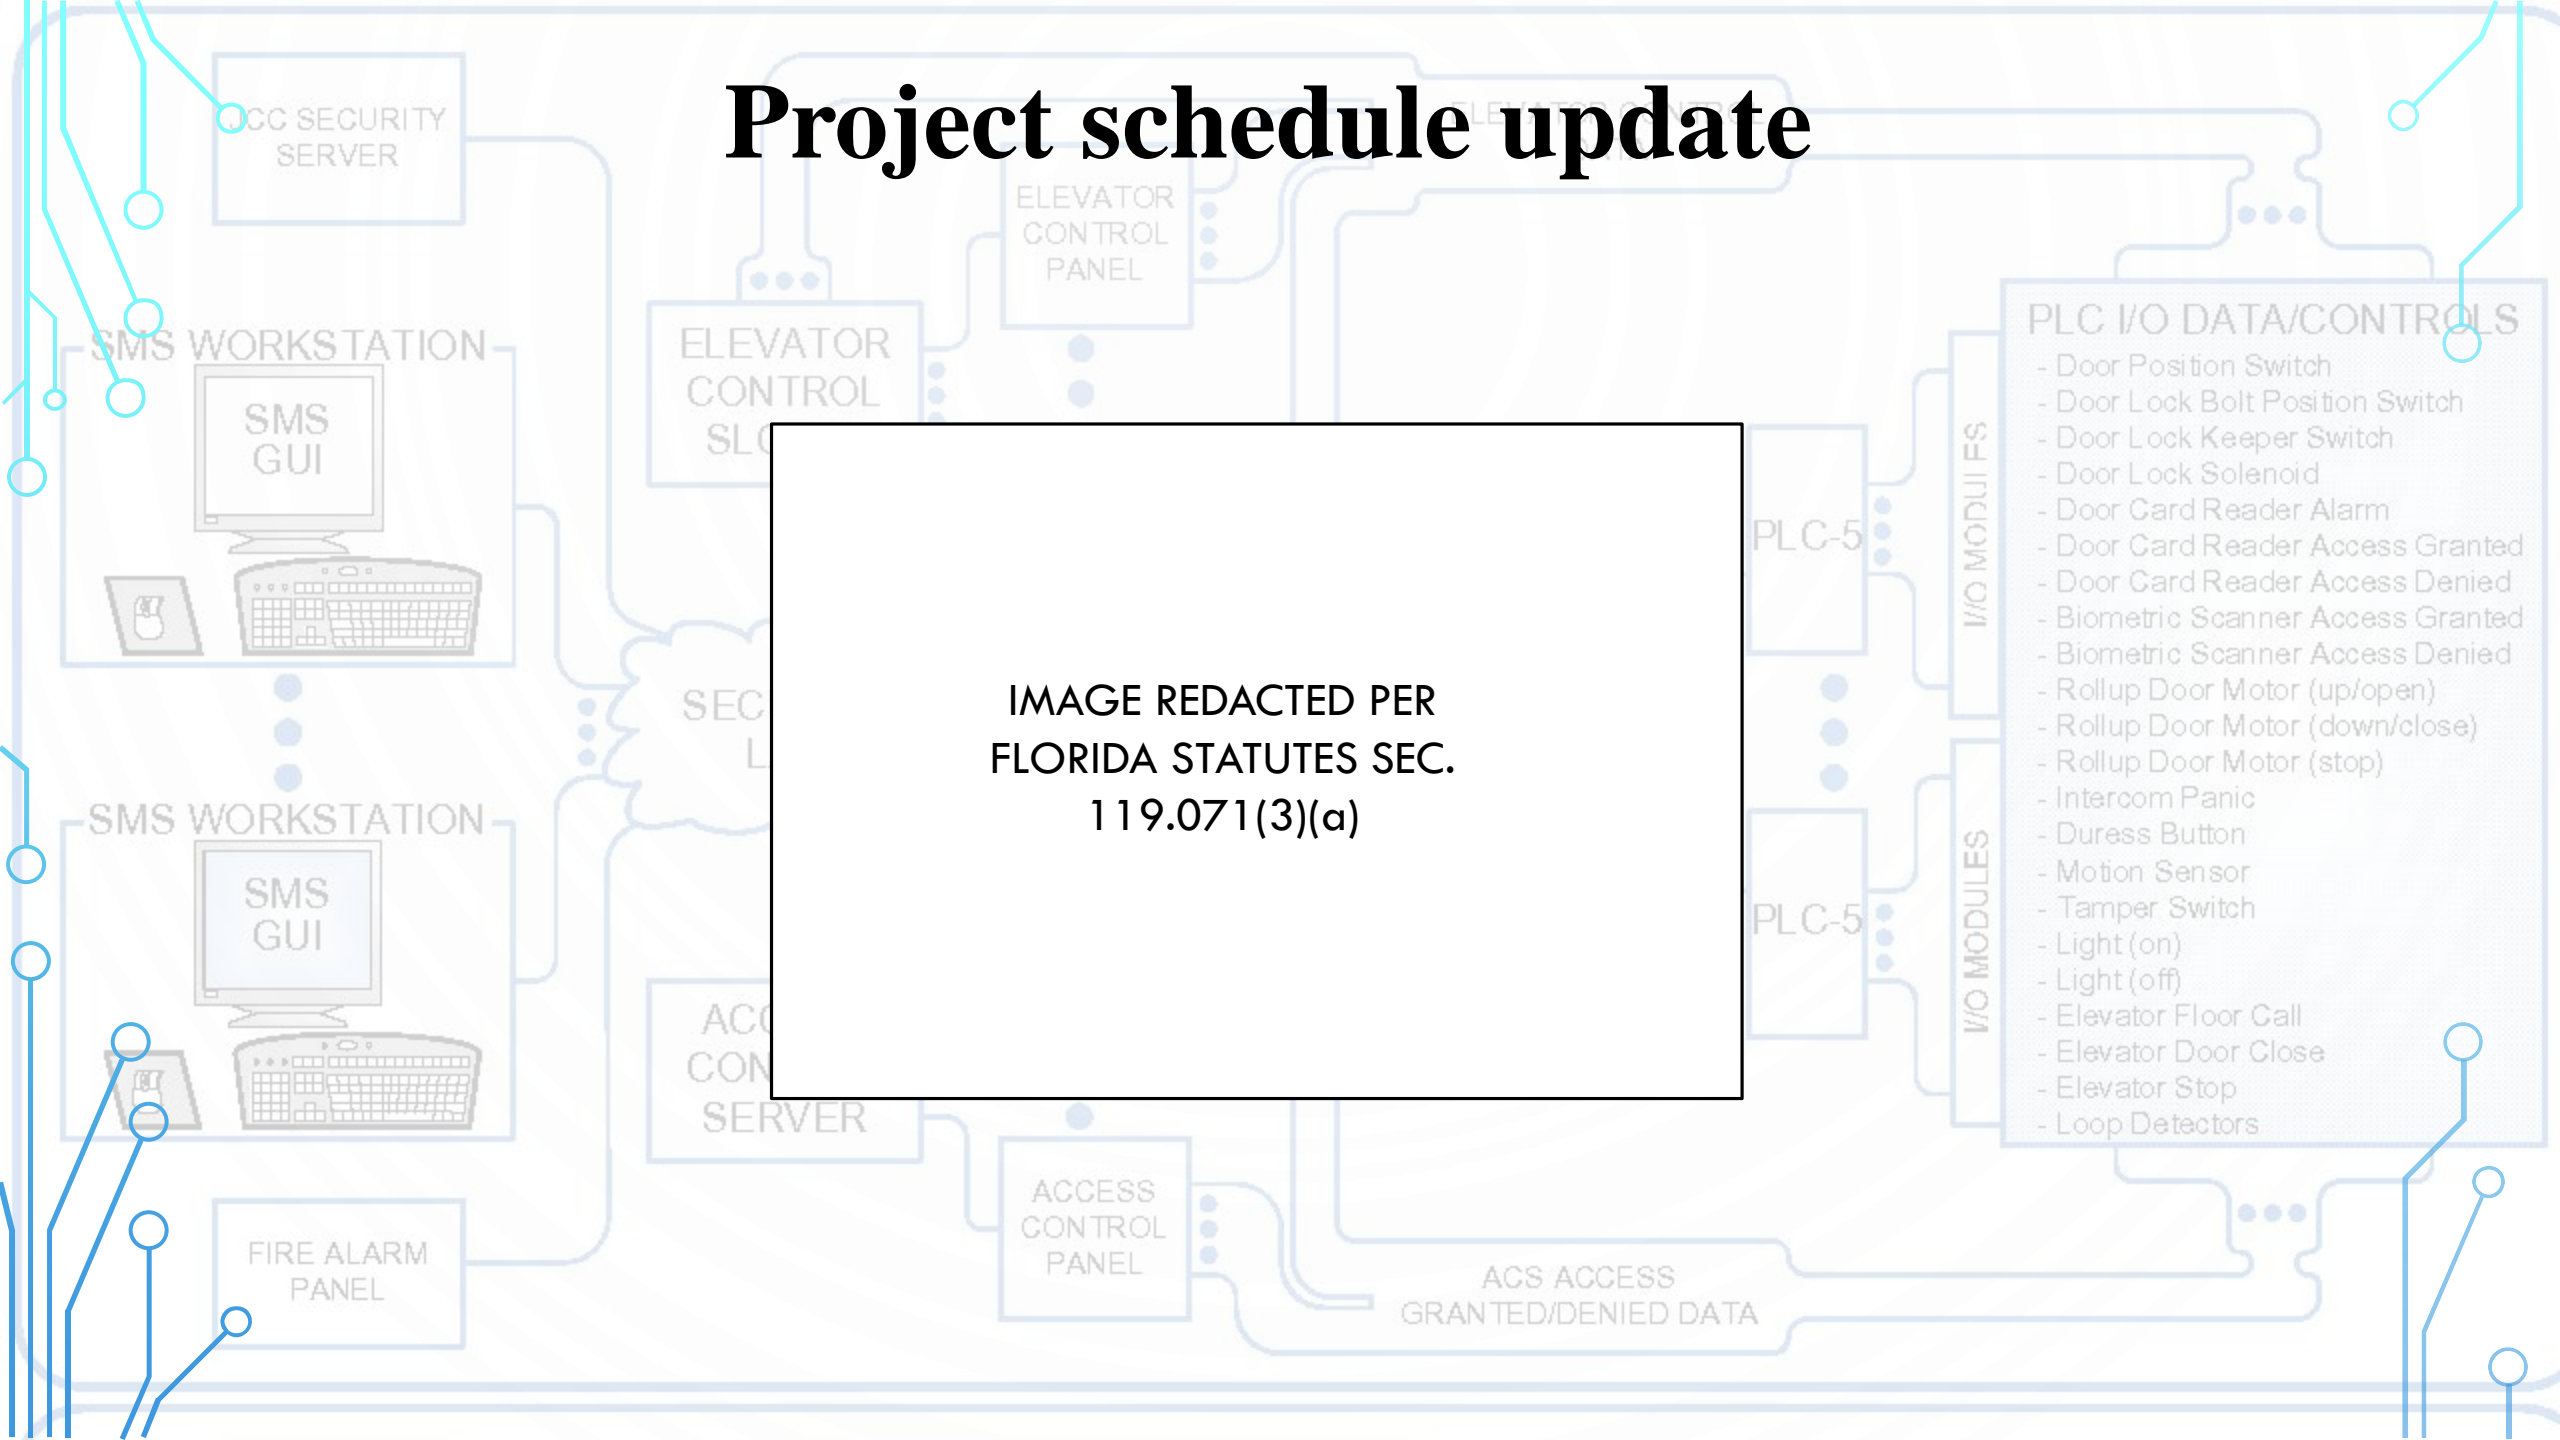 Project schedule update
JCC SECURITY
SERVER
ELEVATOR CONTROL
ELEVATOR
CONTROL
PANEL
SMS WORKSTATION
SMS
GUI
ELEVATOR
CONTROL
PLC I/O DATA/CONTROLS
- Door Position Switch
- Door Lock Bolt Position Switch
- Door Lock Keeper Switch
- Door Lock Solenoid
- Door Card Reader Alarm
- Door Card Reader Access Granted
- Door Card Reader Access Denied
- Biometric Scanner Access Granted
- Biometric Scanner Access Denied
- Rollup Door Motor (up/open)
- Rollup Door Motor (down/close)
- Rollup Door Motor (stop)
- Intercom Panic
- Duress Button
- Motion Sensor
- Tamper Switch
- Light (on)
- Light (off)
- Elevator Floor Call
- Elevator Door Close
- Elevator Stop
- Loop Detectors
I/O MODULES
I/O MODULES
PLC-5
PLC-5
IMAGE REDACTED PER
FLORIDA STATUTES SEC.
119.071(3)(a)
SMS WORKSTATION
SMS
GUI
SERVER
ACCESS
CONTROL
PANEL
FIRE ALARM
PANEL
ACS ACCESS
GRANTED/DENIED DATA